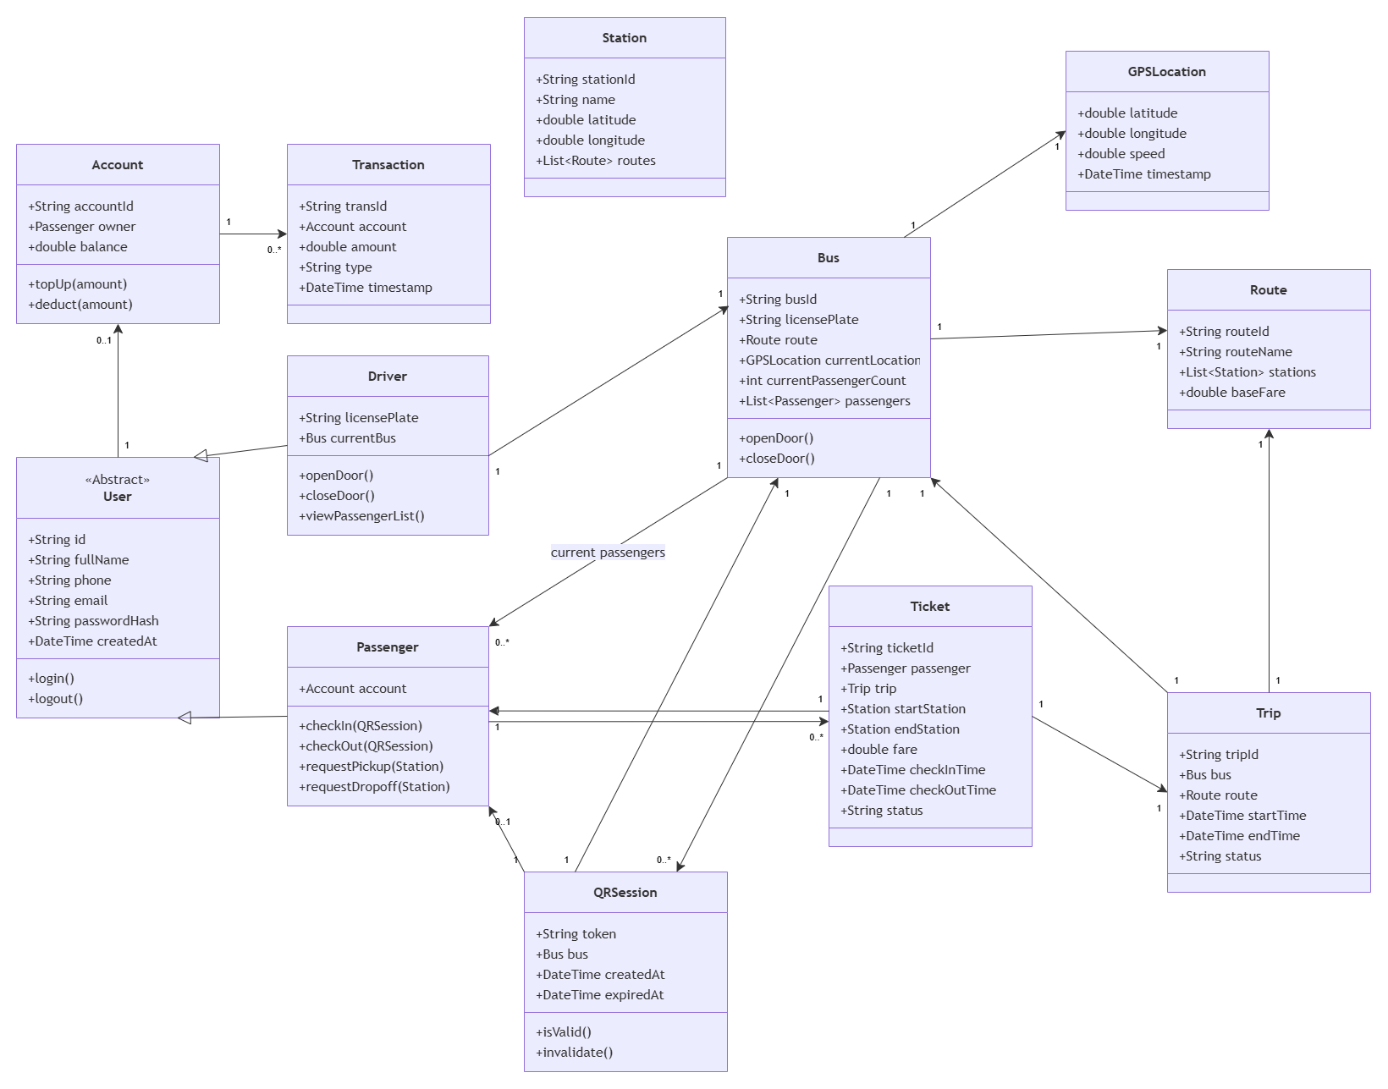 Station
+String stationId
+String name
+double latitude
+double longitude
+List<Route> routes
GPSLocation
+double latitude
+double longitude
+double speed
+DateTime timestamp
Account
+String accountId
+Passenger owner
+double balance
+topUp(amount)
+deduct(amount)
1
0..*
Transaction
+String transId
+Account account
+double amount
+String type
+DateTime timestamp
1
1
Bus
+String busId
+String licensePlate
+Route route
+GPSLocation currentLocation
+int currentPassengerCount
+List<Passenger> passengers
+openDoor()
+closeDoor()
1
1
Route
+String routeId
+String routeName
+List<Station> stations
+double baseFare
0..1
1
Driver
+String licensePlate
+Bus currentBus
+openDoor()
+closeDoor()
+viewPassengerList()
1
1
«Abstract»
User
+String id
+String fullName
+String phone
+String email
+String passwordHash
+DateTime createdAt
+login()
+logout()
1
current passengers
0..*
1
1
1
1
1
1
Passenger
+Account account
+checkIn(QRSession)
+checkOut(QRSession)
+requestPickup(Station)
+requestDropoff(Station)
1
1
0..*
Ticket
+String ticketId
+Passenger passenger
+Trip trip
+Station startStation
+Station endStation
+double fare
+DateTime checkInTime
+DateTime checkOutTime
+String status
1
1
Trip
+String tripId
+Bus bus
+Route route
+DateTime startTime
+DateTime endTime
+String status
0..1
1
1
0..*
QRSession
+String token
+Bus bus
+DateTime createdAt
+DateTime expiredAt
+isValid()
+invalidate()